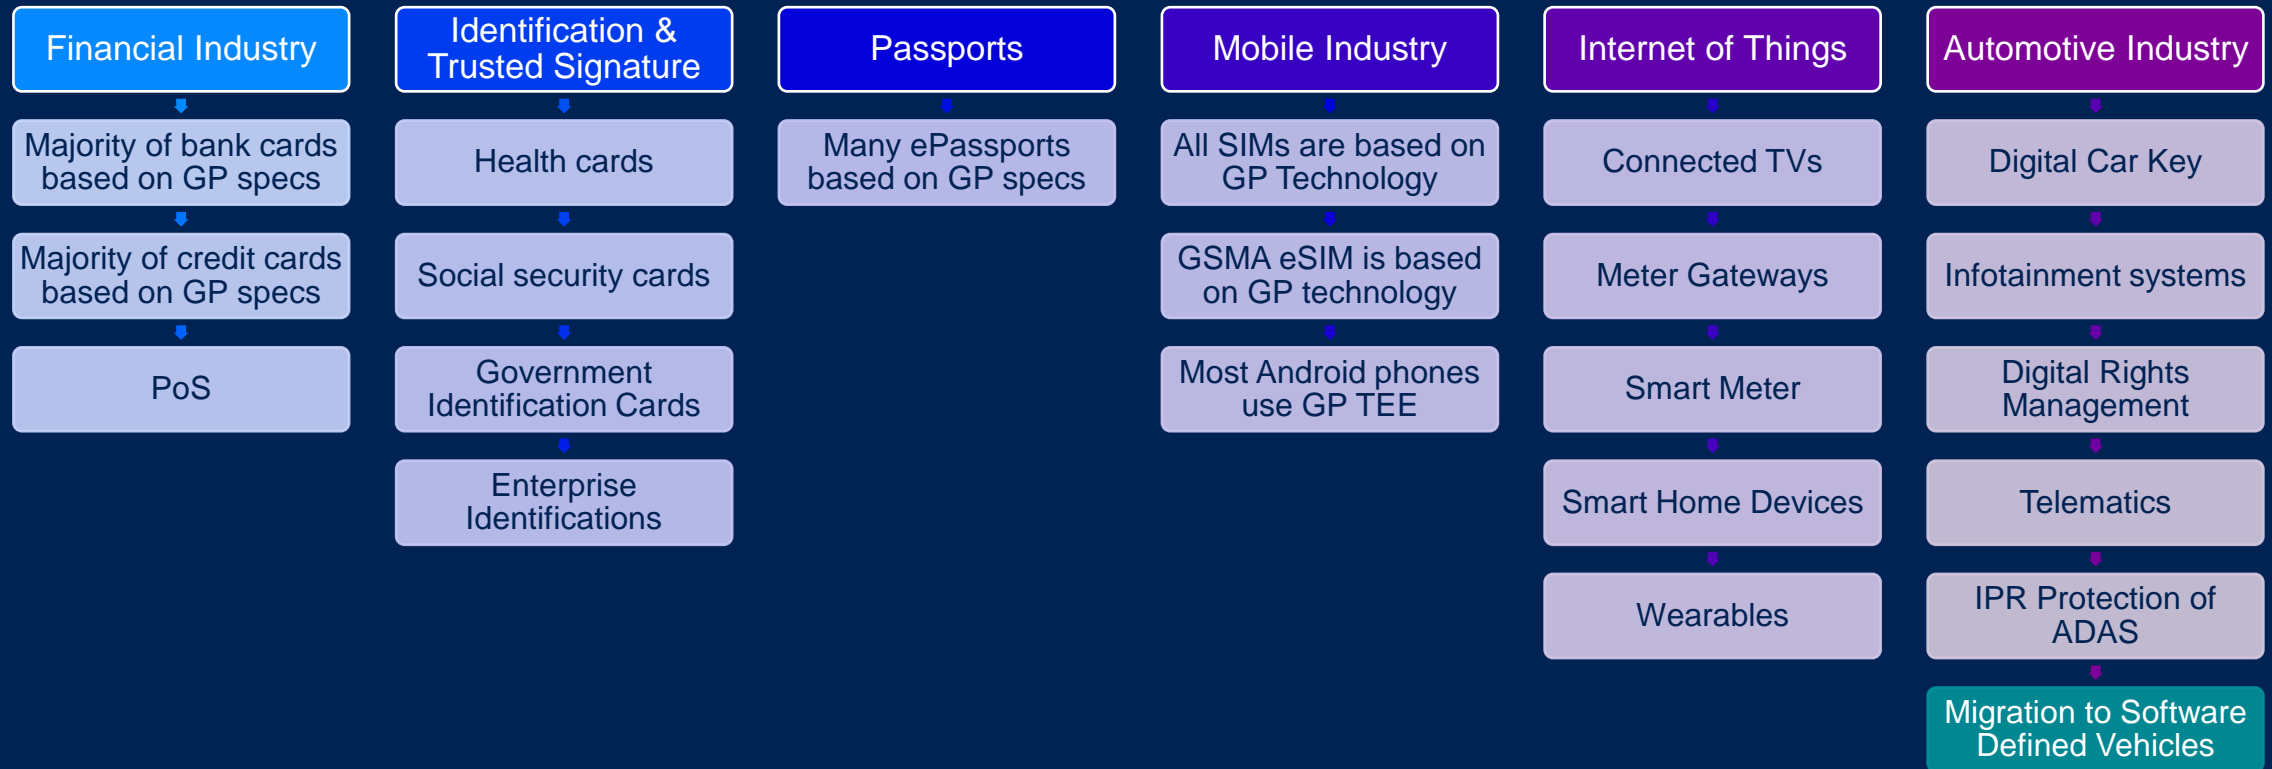 Financial Industry
Majority of bank cards
based on GP specs
Majority of credit cards
based on GP specs
PoS
Identification &
Trusted Signature
Health cards
Social security cards
Government
Identification Cards
Enterprise
Identifications
Passports
Many ePassports
based on GP specs
Mobile Industry
All SIMs are based on
GP Technology
GSMA eSIM is based
on GP technology
Most Android phones
use GP TEE
Internet of Things
Connected TVs
Meter Gateways
Smart Meter
Smart Home Devices
Wearables
Automotive Industry
Digital Car Key
Infotainment systems
Digital Rights
Management
Telematics
IPR Protection of
ADAS
Migration to Software
Defined Vehicles